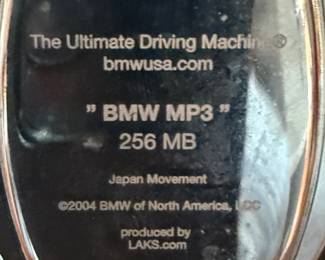 The Ultimate Driving Machine®
bmwusa.com
" BMW MP3 "
256 MB
Japan Movement
©2004 BMW of North America, LLC
produced by
LAKS.com